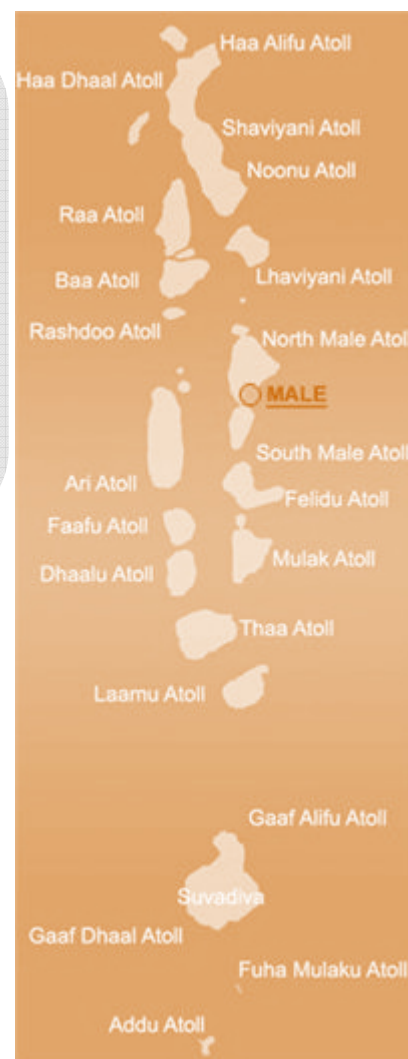 Haa Alifu Atoll
Haa Dhaal Atoll
Shaviyani Atoll
Noonu Atoll
Raa Atoll
Baa Atoll
Lhaviyani Atoll
Rashdoo Atoll
North Male Atoll
MALE
South Male Atoll
Ari Atoll
Felidu Atoll
Faafu Atoll
Mulak Atoll
Dhaalu Atoll
Thaa Atoll
Laamu Atoll
Gaaf Alifu Atoll
Suvadiva
Gaaf Dhaal Atoll
Fuha Mulaku Atoll
Addu Atoll